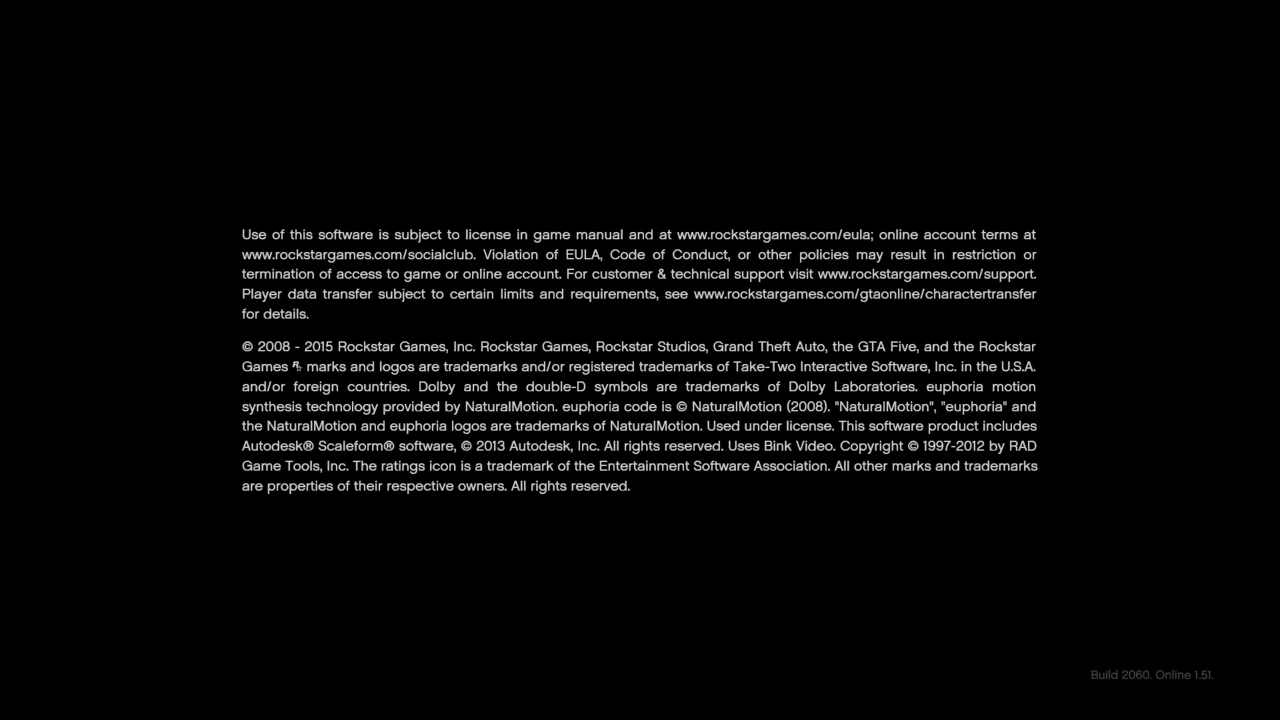 Use of this software is subject to license in game manual and at www.rockstargames.com/eula; online account terms at
www.rockstargames.com/socialclub. Violation of EULA, Code of Conduct, or other policies may result in restriction or
termination of access to game or online account. For customer & technical support visit www.rockstargames.com/support.
Player data transfer subject to certain limits and requirements, see www.rockstargames.com/gtaonline/charactertransfer
for details.
© 2008 - 2015 Rockstar Games, Inc. Rockstar Games, Rockstar Studios, Grand Theft Auto, the GTA Five, and the Rockstar
Games R* marks and logos are trademarks and/or registered trademarks of Take-Two Interactive Software, Inc. in the U.S.A.
and/or foreign countries. Dolby and the double-D symbols are trademarks of Dolby Laboratories. euphoria motion
synthesis technology provided by NaturalMotion. euphoria code is © NaturalMotion (2008). "NaturalMotion", "euphoria" and
the NaturalMotion and euphoria logos are trademarks of NaturalMotion. Used under license. This software product includes
Autodesk® Scaleform® software, © 2013 Autodesk, Inc. All rights reserved. Uses Bink Video. Copyright © 1997-2012 by RAD
Game Tools, Inc. The ratings icon is a trademark of the Entertainment Software Association. All other marks and trademarks
are properties of their respective owners. All rights reserved.
Build 2060. Online 1.51.